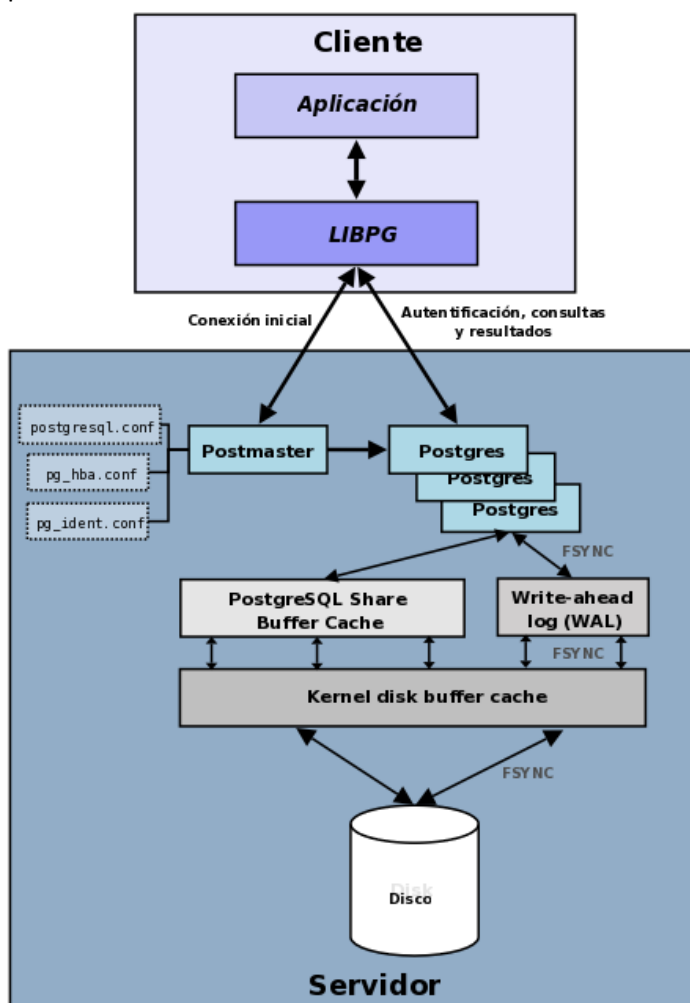 Cliente
Aplicación
LIBPG
Conexión inicial
Autentificación, consultas
y resultados
postgresql.conf
pg_hba.conf
pg_ident.conf
Postmaster
Postgres
Postgres
Postgres
FSYNC
PostgreSQL Share
Buffer Cache
Write-ahead
log (WAL)
FSYNC
Kernel disk buffer cache
FSYNC
Disk
Disco
Servidor